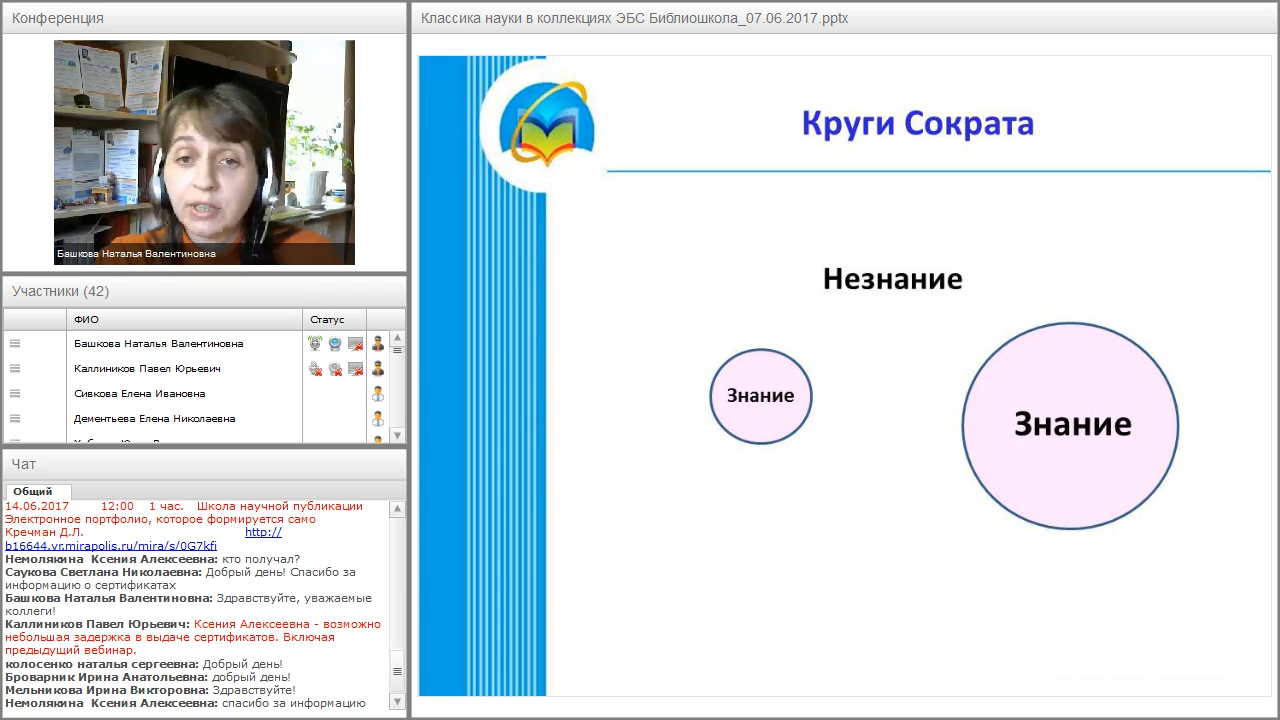 Конференция
Башкова Наталья Валентиновна
Участники (42)
ФИО
Статус
Башкова Наталья Валентиновна
Каллиников Павел Юрьевич
Сивкова Елена Ивановна
Дементьева Елена Николаевна
Чат
Общий
14.06.2017 12:00 1 час. Школа научной публикации
Электронное портфолио, которое формируется само
Кречман Д.Л. http://
b16644.vr.mirapolis.ru/mira/s/0G7kfi
Немолякина Ксения Алексеевна: кто получал?
Саукова Светлана Николаевна: Добрый день! Спасибо за
информацию о сертификатах
Башкова Наталья Валентиновна: Здравствуйте, уважаемые
коллеги!
Каллиников Павел Юрьевич: Ксения Алексеевна - возможно
небольшая задержка в выдаче сертификатов. Включая
предыдущий вебинар.
колосенко наталья сергеевна: Добрый день!
Броварник Ирина Анатольевна: добрый день!
Мельникова Ирина Викторовна: Здравствуйте!
Немолякина Ксения Алексеевна: спасибо за информацию
Классика науки в коллекциях ЭБС Библиошкола_07.06.2017.pptx
Круги Сократа
Незнание
Знание
Знание